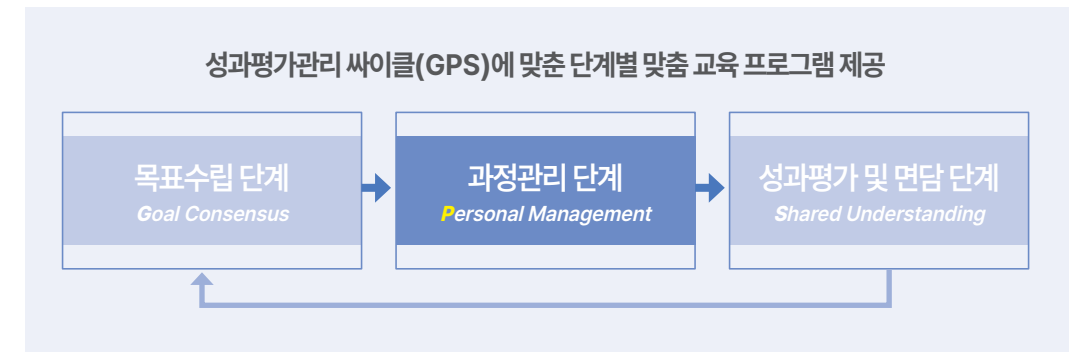 성과평가관리 싸이클(GPS)에 맞춘 단계별 맞춤 교육 프로그램 제공
목표수립 단계
Goal Consensus
과정관리 단계
Personal Management
성과평가 및 면담 단계
Shared Understanding